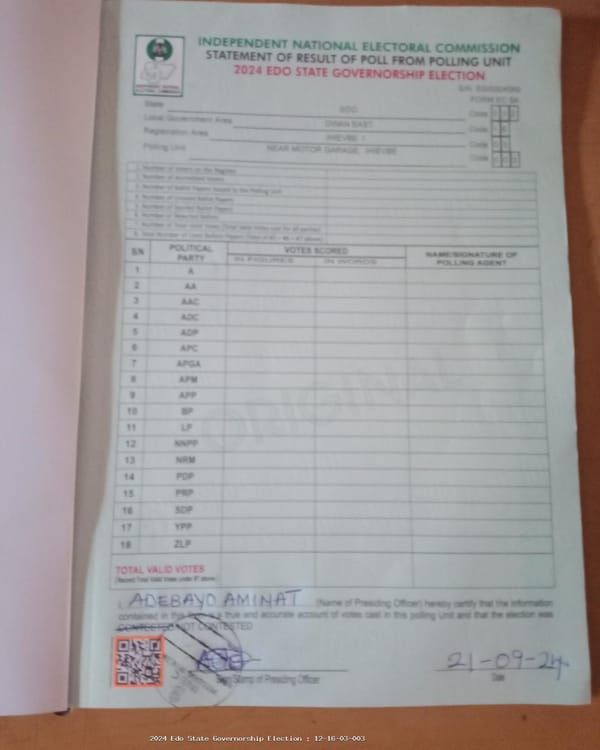 INDEPENDENT NATIONAL ELECTORAL COMMISSION
STATEMENT OF RESULT OF POLL FROM POLLING UNIT
2024 EDO STATE GOVERNORSHIP ELECTION
FORM EC 8A
State EDO Code
Local Government Area OWAN EAST Code
Registration Area IHIEVBE I Code
Polling Unit NEAR MOTOR GARAGE, IHIEVBE Code
1. Number of Voters on the Register
2. Number of Accredited Voters
3. Number of Ballot Papers Issued to the Polling Unit
4. Number of Unused Ballot Papers
5. Number of Spoiled Ballot Papers
6. Number of Rejected Ballots
7. Number of Total Valid Votes (Total Valid Votes cast for all parties)
8. Total Number of Used Ballot Papers (Total of #5 + #6 + #7 above)
S/N POLITICAL PARTY VOTES SCORED NAME/SIGNATURE OF POLLING AGENT
IN FIGURES IN WORDS
1 A
2 AA
3 AAC
4 ADC
5 ADP
6 APC
7 APGA
8 APM
9 APP
10 BP
11 LP
12 NNPP
13 NRM
14 PDP
15 PRP
16 SDP
17 YPP
18 ZLP
ORIGINAL
TOTAL VALID VOTES
(Record Total Valid Votes under #7 above)
I, ADEBAYO AMINAT (Name of Presiding Officer) hereby certify that the information
contained in this form is a true and accurate account of votes cast in this polling Unit and that the election was
CONTESTED/NOT CONTESTED
21-09-24
Sign/Stamp of Presiding Officer Date
2024 Edo State Governorship Election : 12-16-03-003